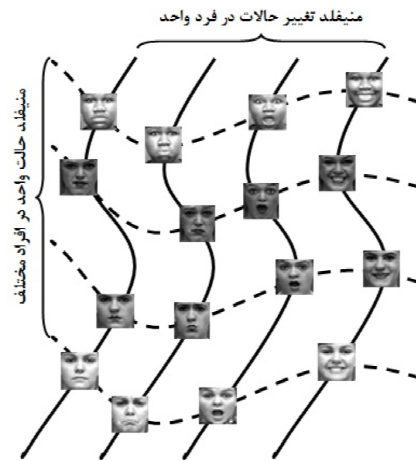 منیفلد تغییر حالات در فرد واحد
منیفلد حالت واحد در افراد مختلف